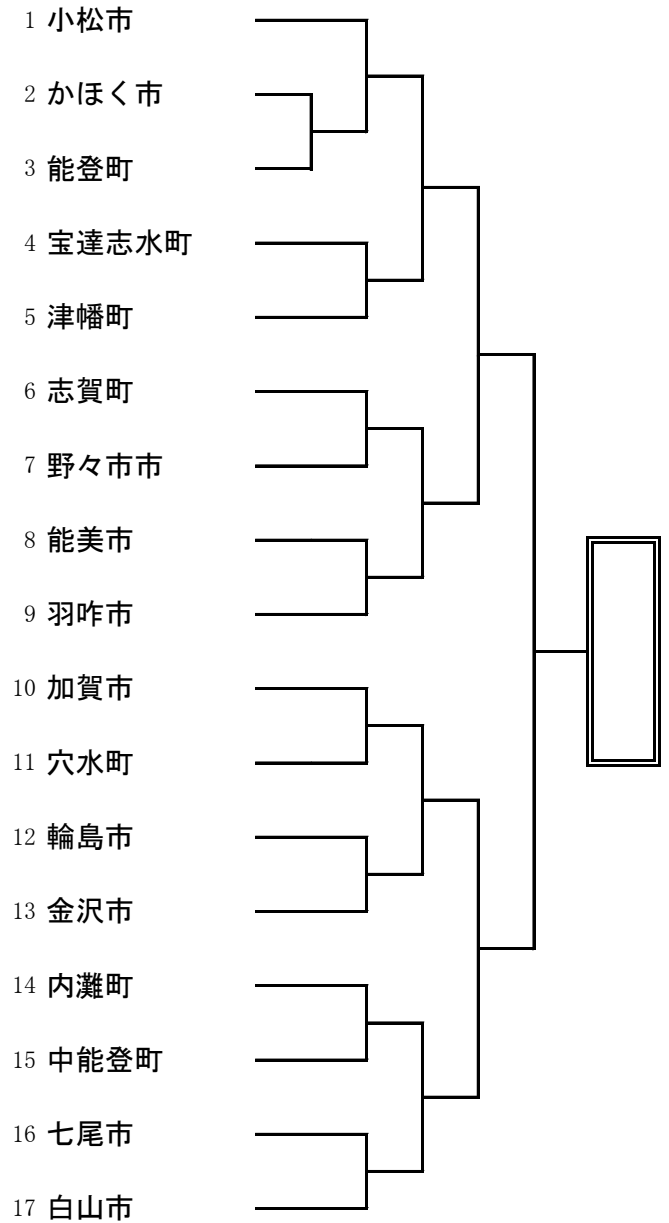 1 小松市
2 かほく市
3 能登町
4 宝達志水町
5 津幡町
6 志賀町
7 野々市市
8 能美市
9 羽咋市
10 加賀市
11 穴水町
12 輪島市
13 金沢市
14 内灘町
15 中能登町
16 七尾市
17 白山市